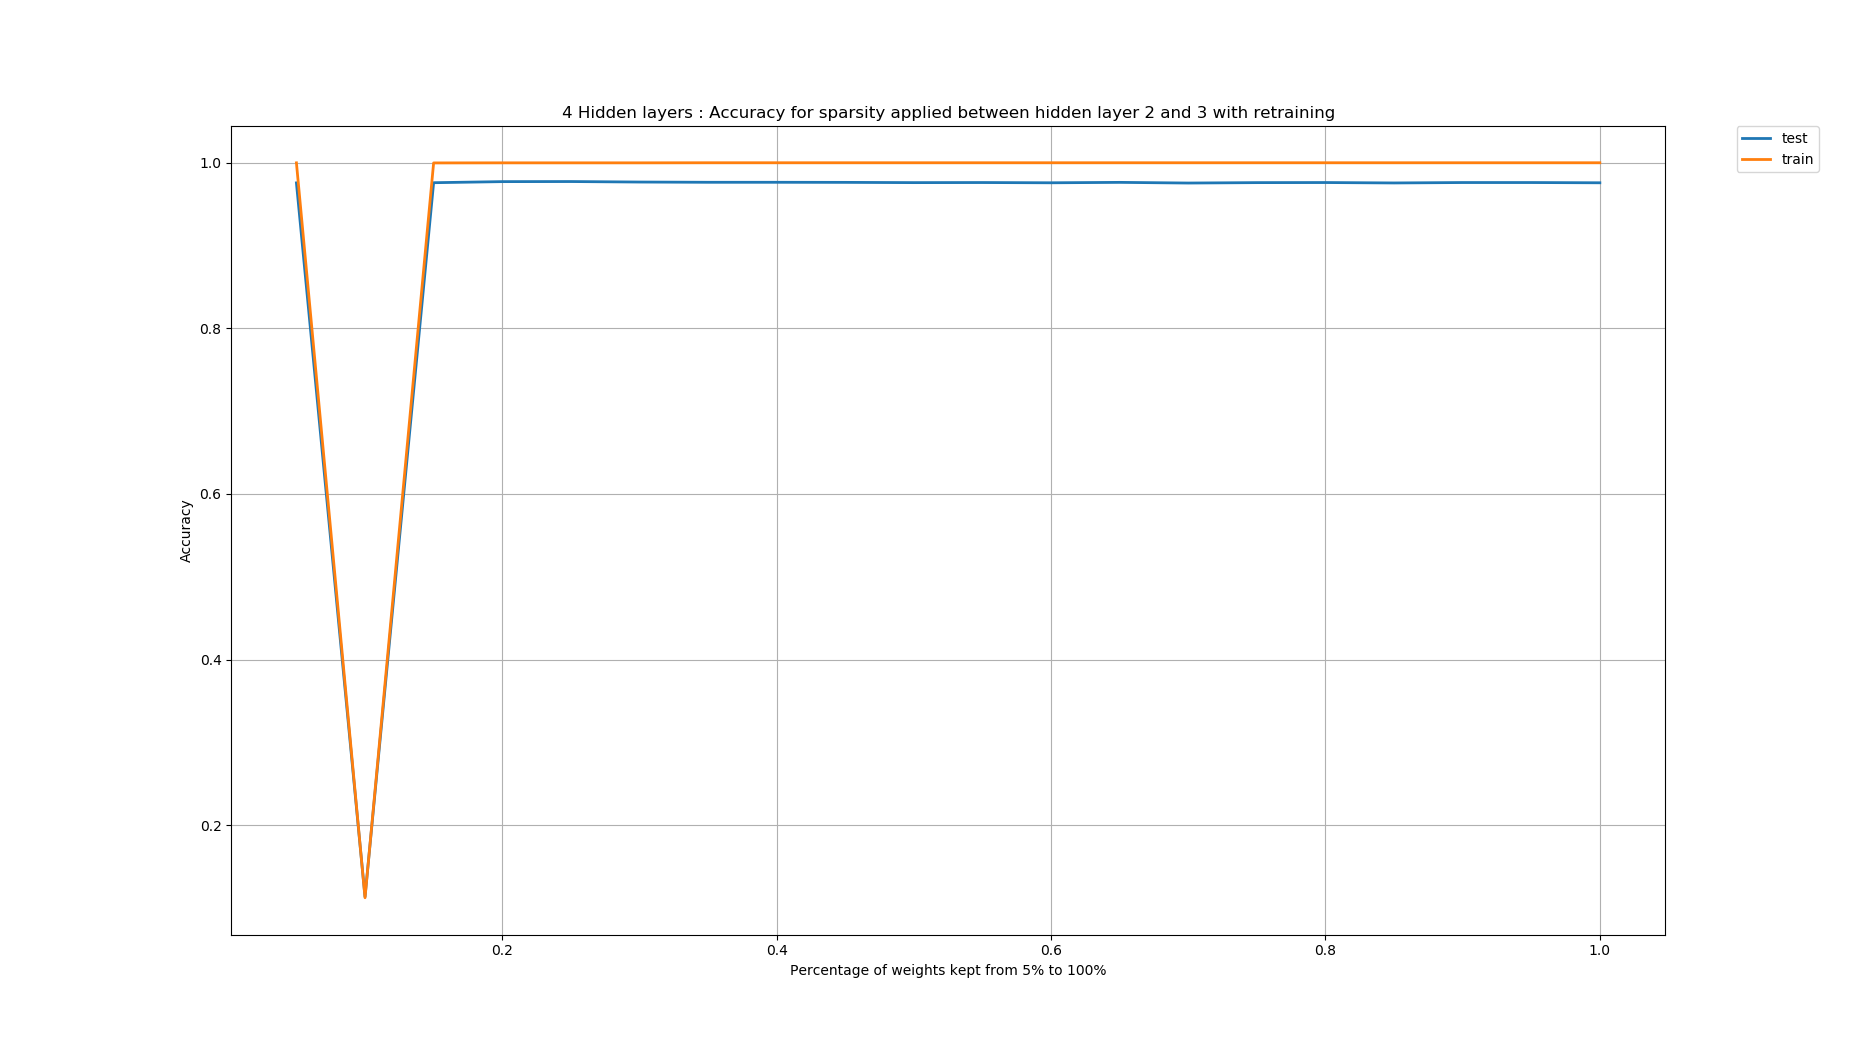 4 Hidden layers : Accuracy for sparsity applied between hidden layer 2 and 3 with retraining
test
train
1.0
0.8
0.6
0.4
0.2
Accuracy
0.2
0.4
0.6
0.8
1.0
Percentage of weights kept from 5% to 100%